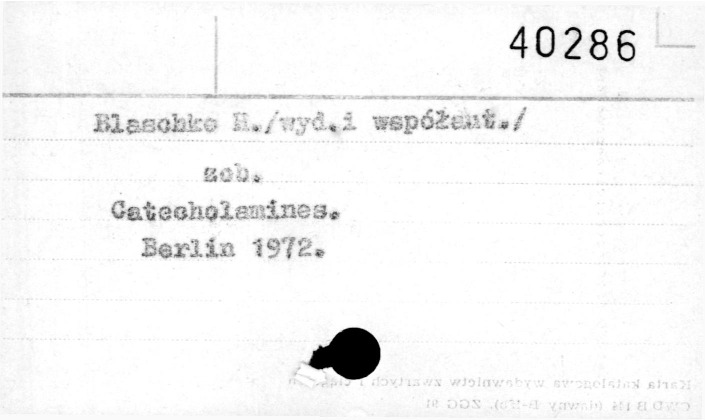 40286
Blaschko H./wyd.i współaut./
zob.
Catecholamines.
Berlin 1972.